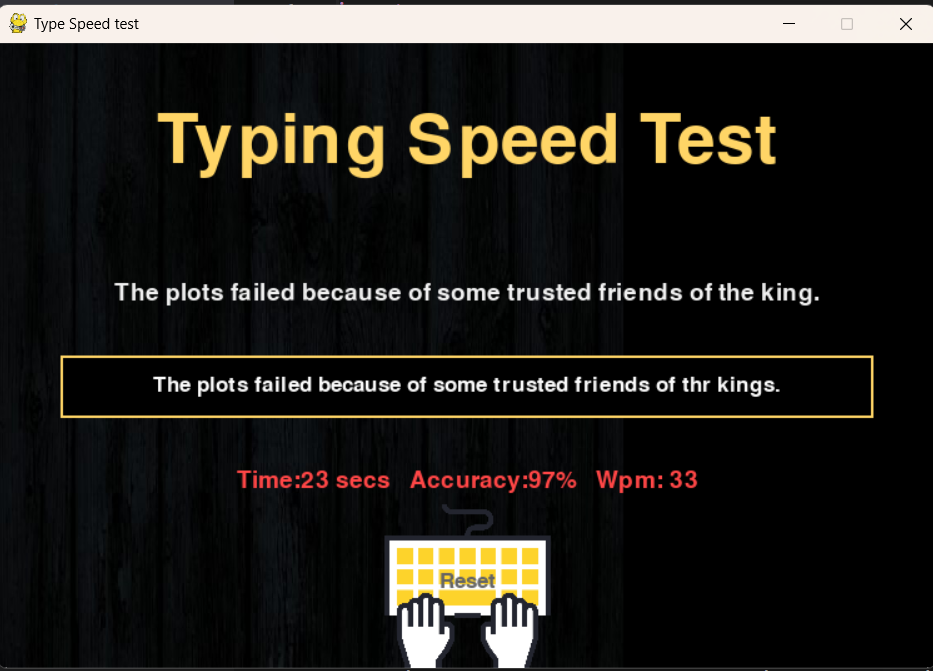 Type Speed test
Typing Speed Test
The plots failed because of some trusted friends of the king.
The plots failed because of some trusted friends of thr kings.
Time:23 secs Accuracy:97% Wpm: 33
Reset